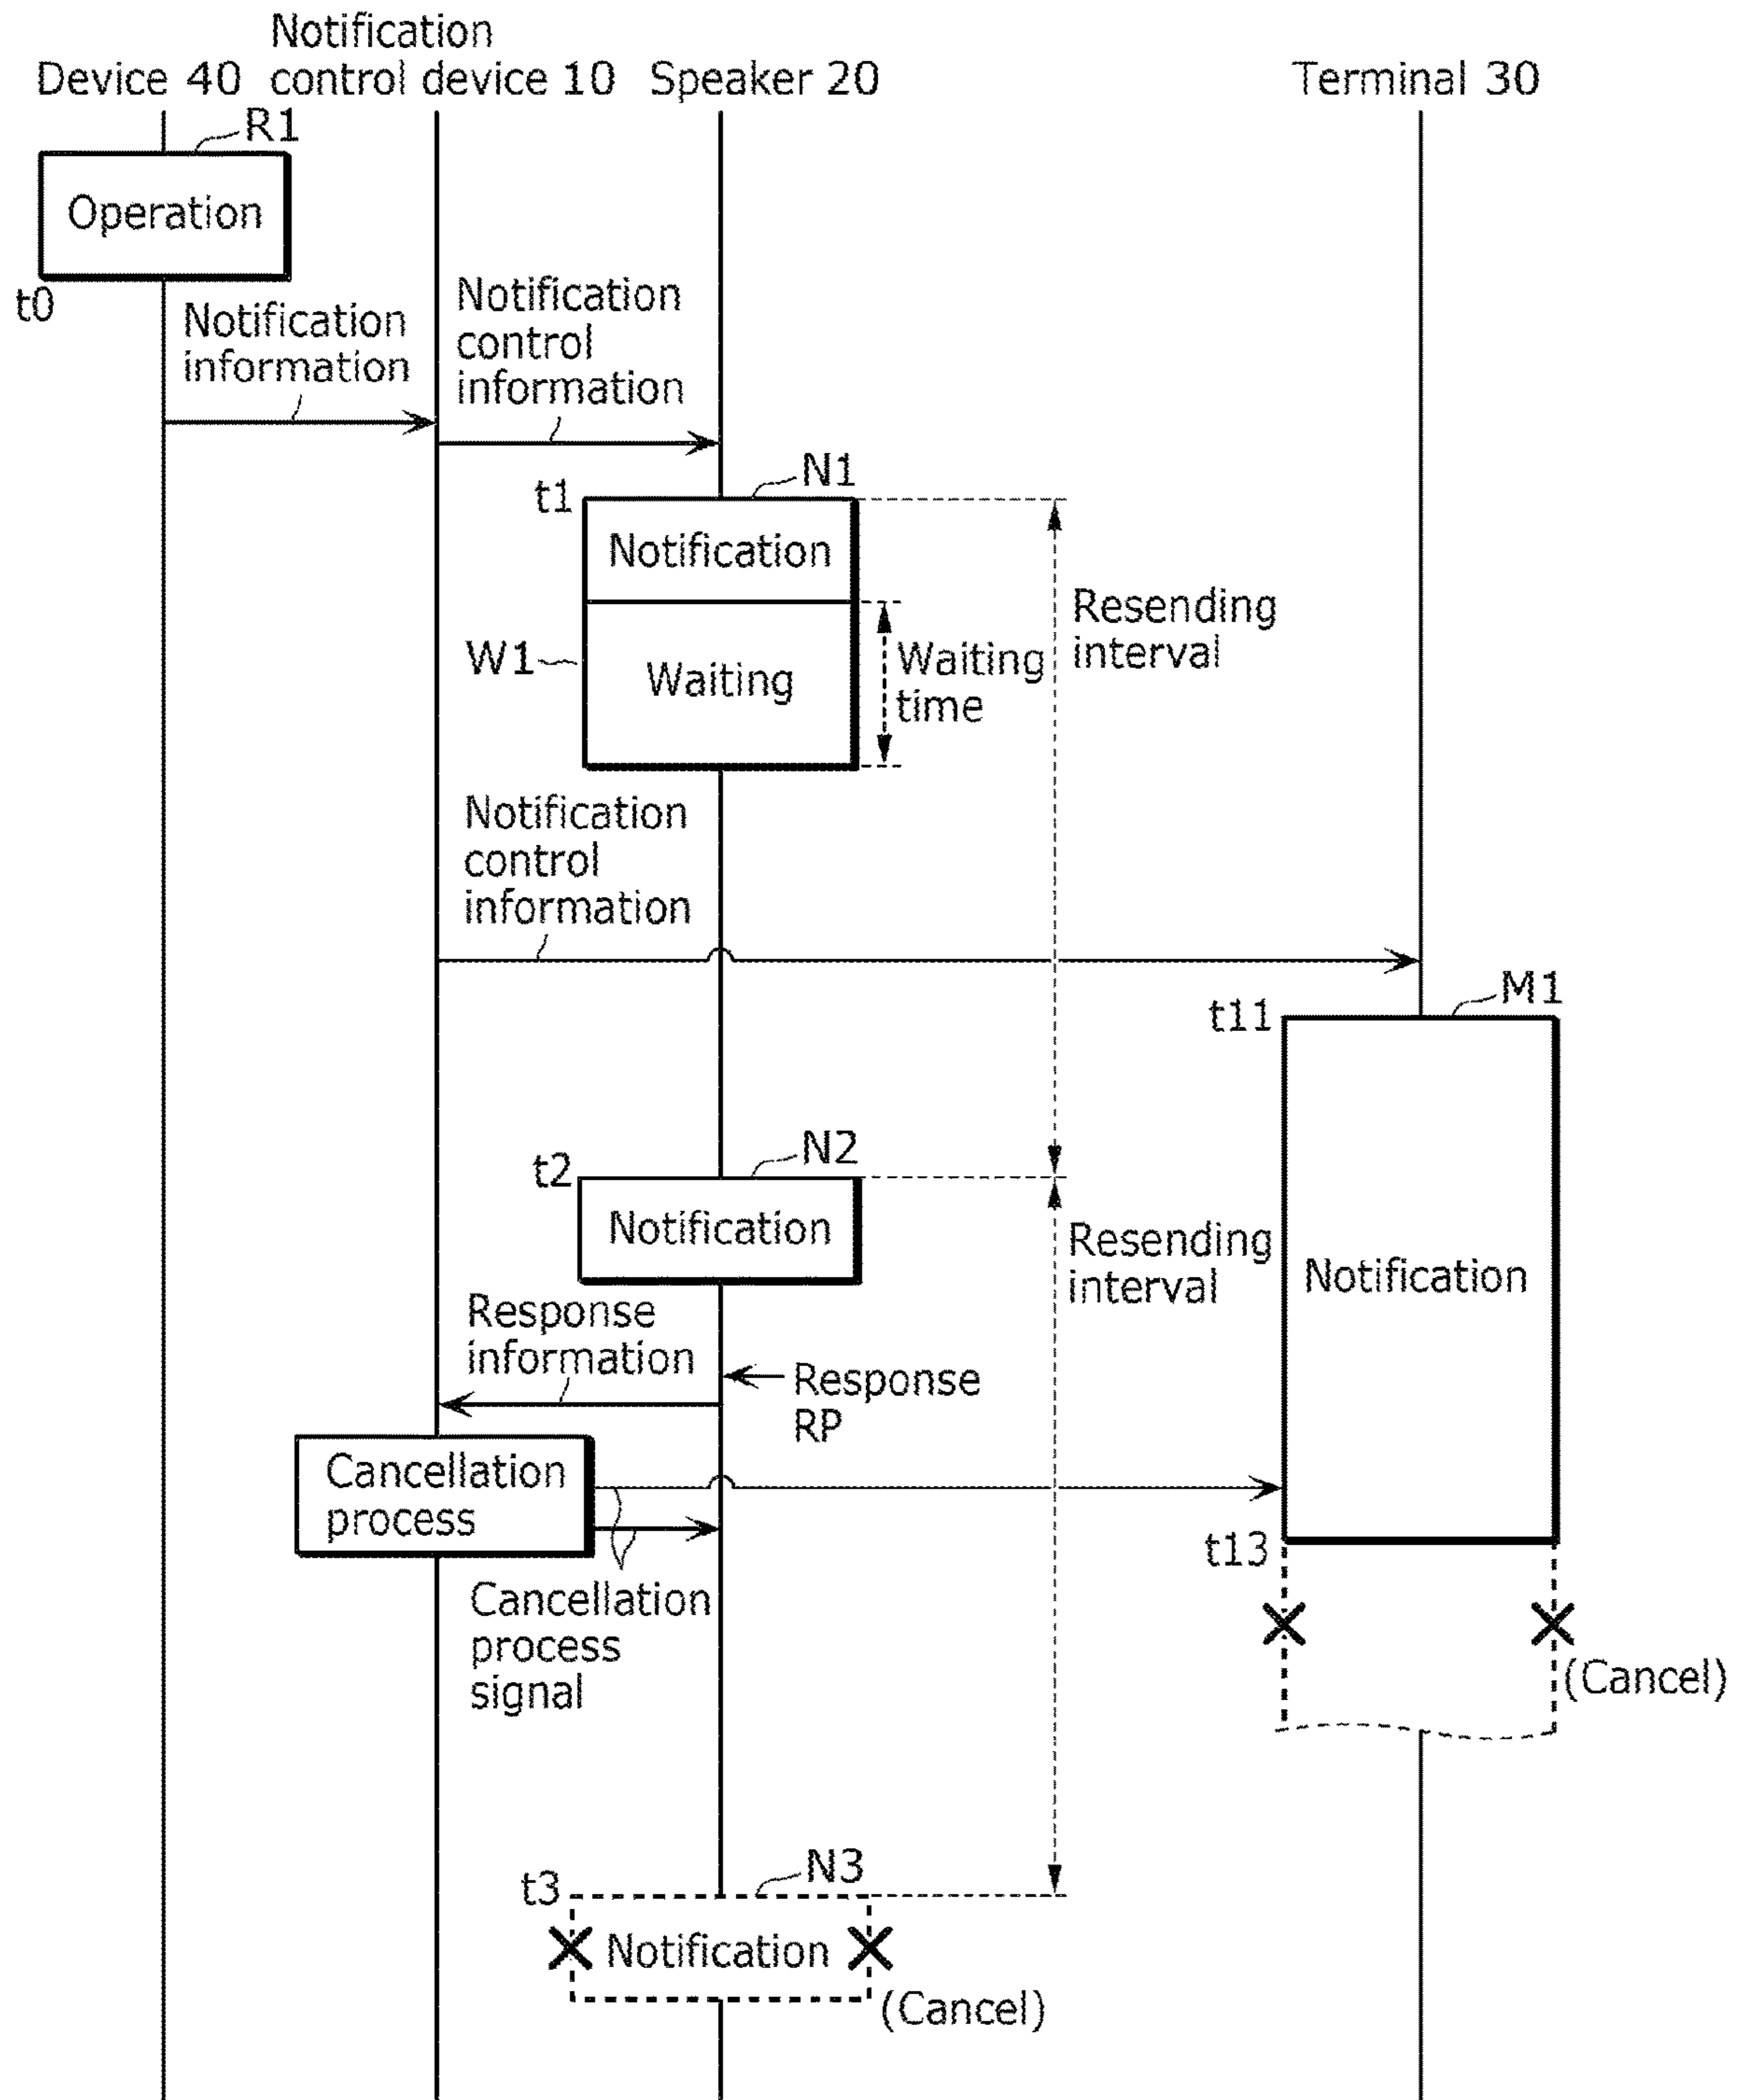 Notification
Device 40 control device 10 Speaker 20 Terminal 30
R1
Operation
t0
Notification
information
Notification
control
information
N1
t1
Notification
Resending
interval
W1
Waiting
Waiting
time
Notification
control
information
M1
t11
Notification
N2
t2
Notification
Resending
interval
Response
information
Response
RP
Cancellation
process
t13
Cancellation
process
signal
(Cancel)
N3
t3
Notification
(Cancel)